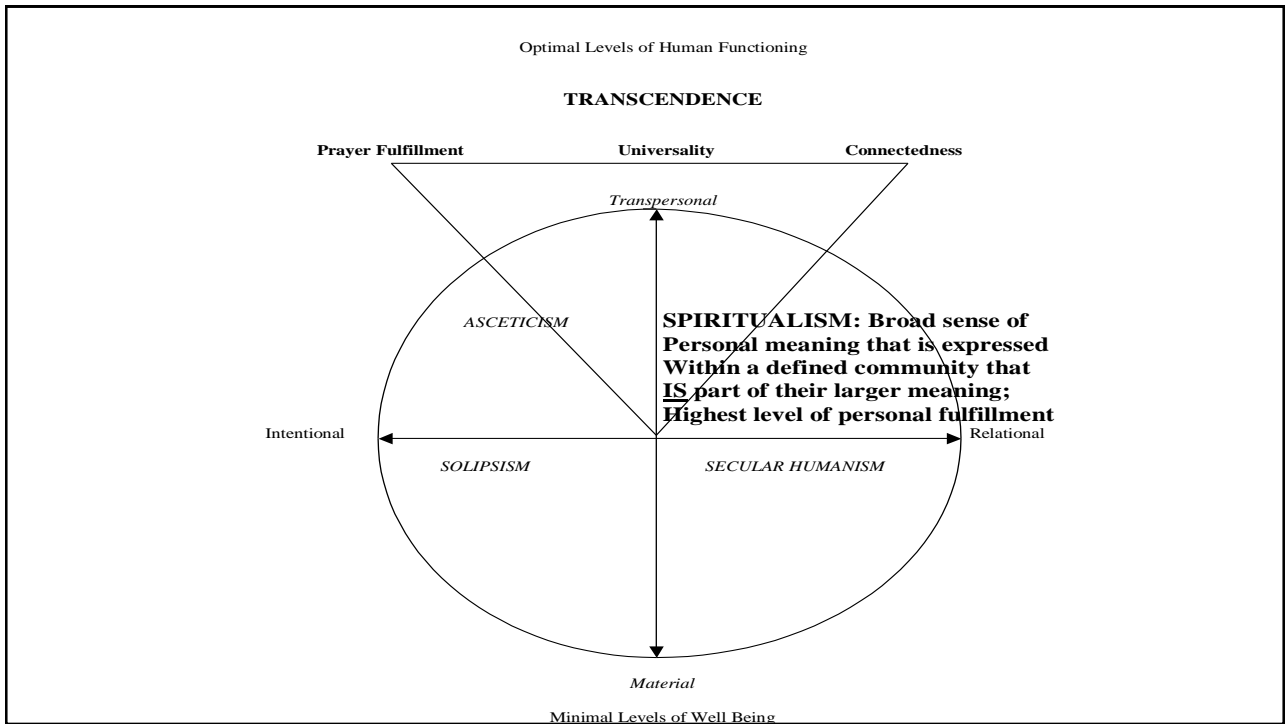 Optimal Levels of Human Functioning
TRANSCENDENCE
Prayer Fulfillment Universality Connectedness
Transpersonal
ASCETICISM
SPIRITUALISM: Broad sense of
Personal meaning that is expressed
Within a defined community that
IS part of their larger meaning;
Highest level of personal fulfillment
Intentional
Relational
SOLIPSISM
SECULAR HUMANISM
Material
Minimal Levels of Well Being